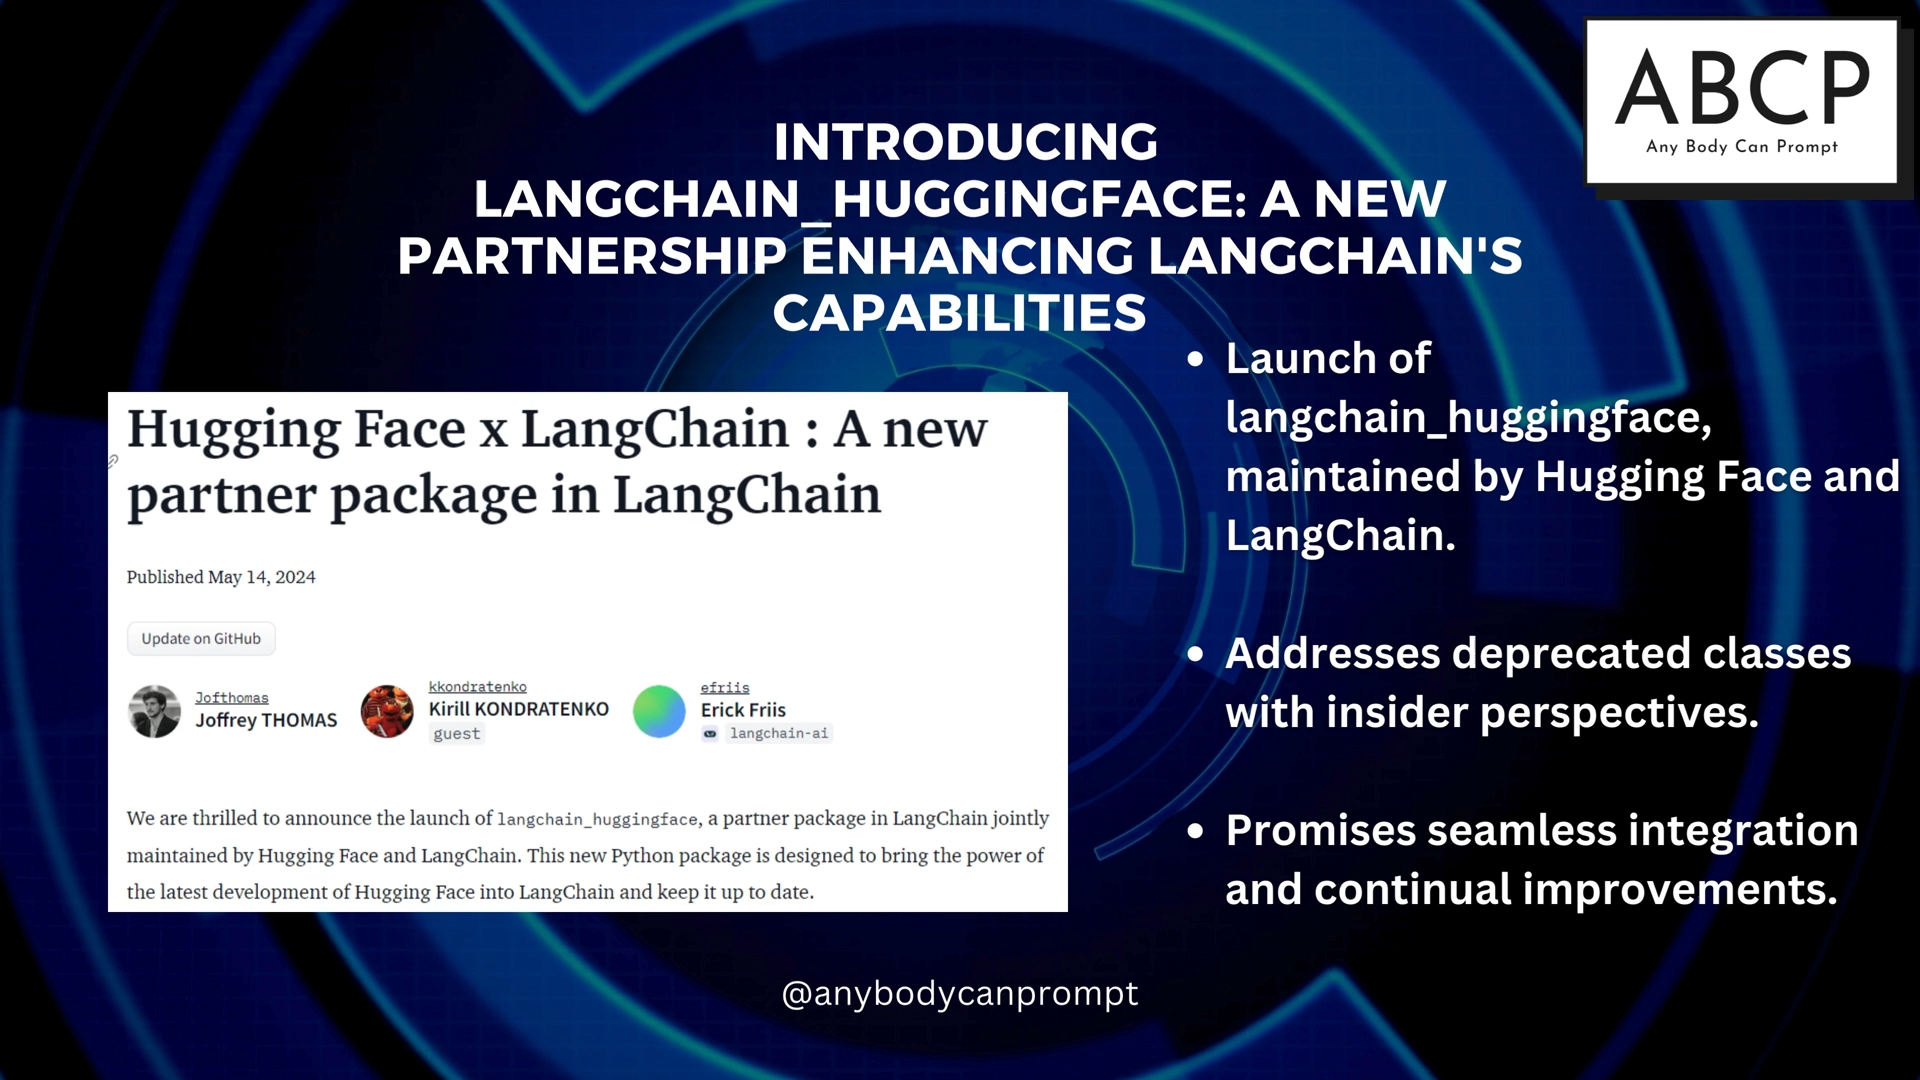 ABCP
Any Body Can Prompt
INTRODUCING
LANGCHAIN_HUGGINGFACE: A NEW
PARTNERSHIP ENHANCING LANGCHAIN'S
CAPABILITIES
Hugging Face x LangChain : A new
partner package in LangChain
Published May 14, 2024
Update on GitHub
Jofthomas
Joffrey THOMAS
kkondratenko
Kirill KONDRATENKO
guest
efriis
Erick Friis
langchain-ai
We are thrilled to announce the launch of langchain_huggingface, a partner package in LangChain jointly
maintained by Hugging Face and LangChain. This new Python package is designed to bring the power of
the latest development of Hugging Face into LangChain and keep it up to date.
• Launch of
langchain_huggingface,
maintained by Hugging Face and
LangChain.
• Addresses deprecated classes
with insider perspectives.
• Promises seamless integration
and continual improvements.
@anybodycanprompt